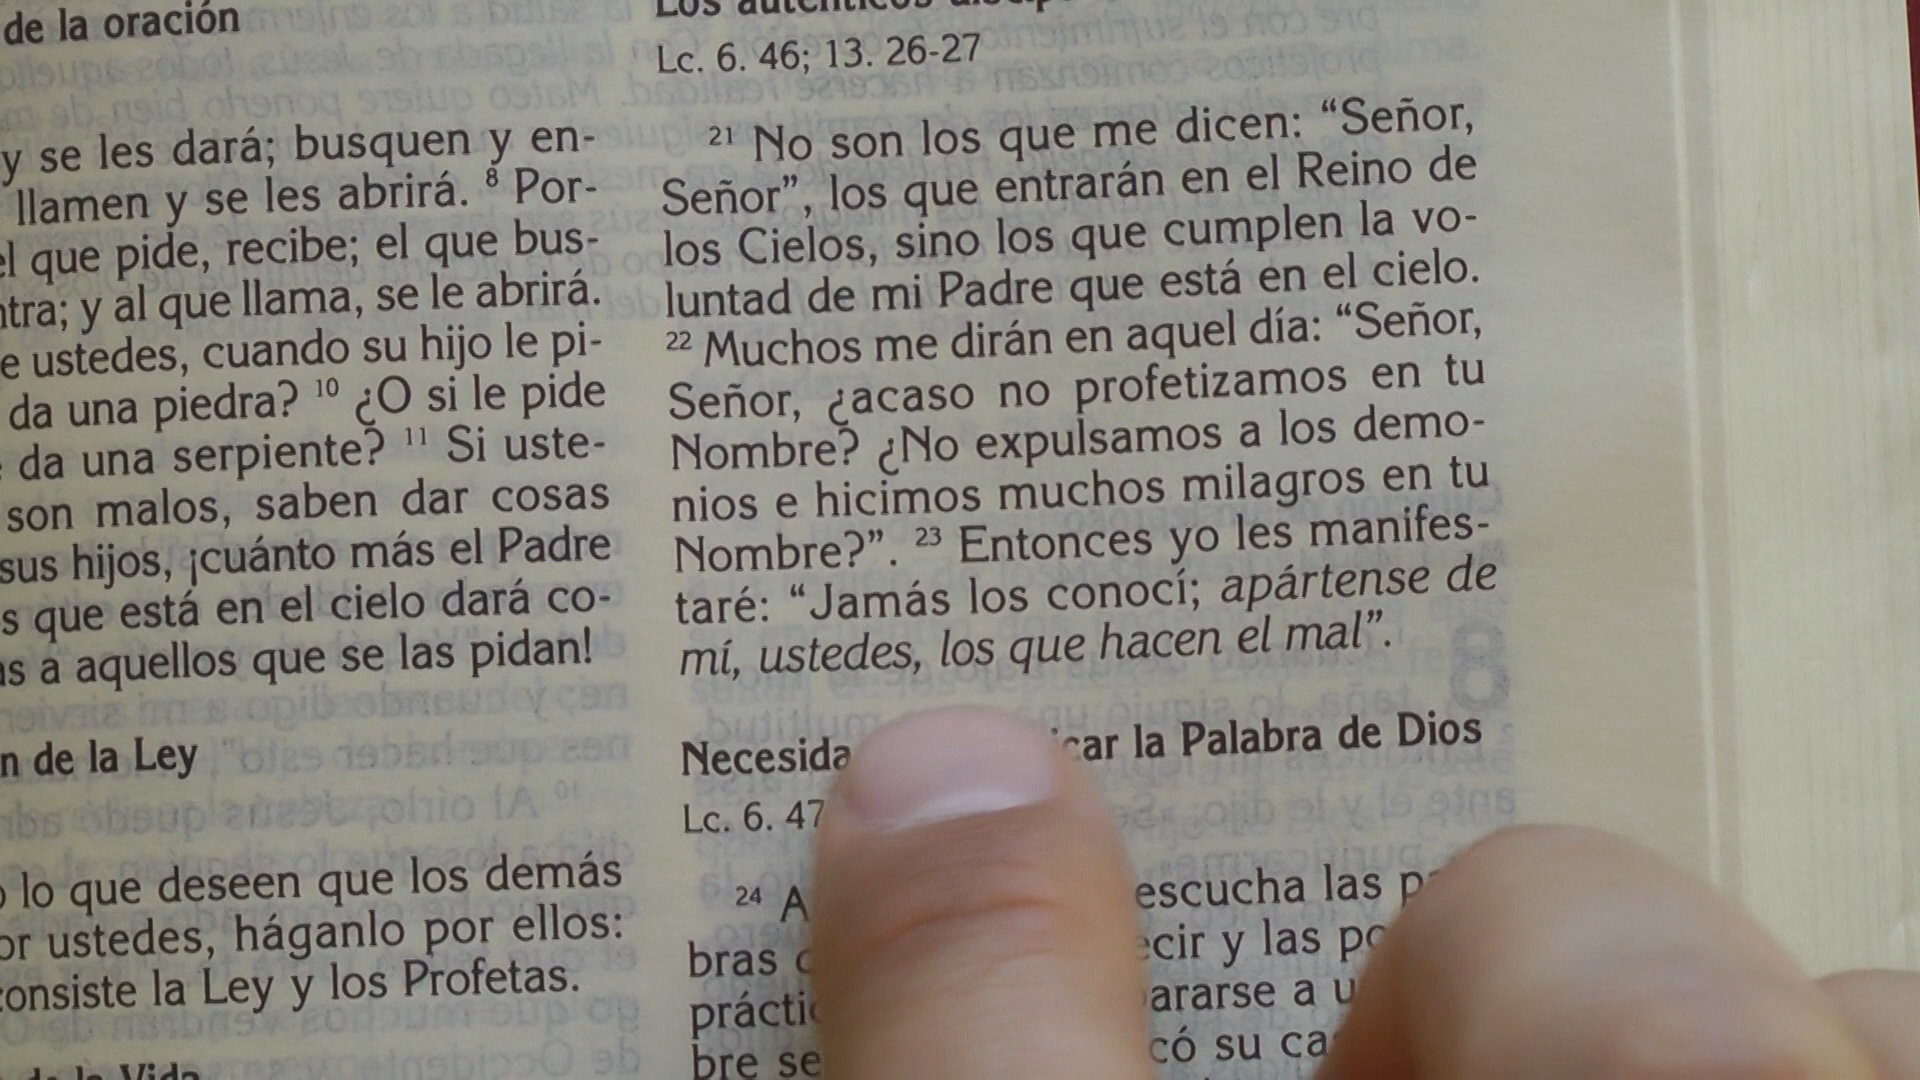 de la oración
y se les dará; busquen y en-
llamen y se les abrirá. ⁸ Por-
el que pide, recibe; el que bus-
ntra; y al que llama, se le abrirá.
e ustedes, cuando su hijo le pi-
da una piedra? ¹⁰ ¿O si le pide
da una serpiente? ¹¹ Si uste-
son malos, saben dar cosas
sus hijos, ¡cuánto más el Padre
s que está en el cielo dará co-
as a aquellos que se las pidan!
n de la Ley
lo que deseen que los demás
or ustedes, háganlo por ellos:
consiste la Ley y los Profetas.
de la Vida
Los auténticos
Lc. 6. 46; 13. 26-27
²¹ No son los que me dicen: “Señor,
Señor”, los que entrarán en el Reino de
los Cielos, sino los que cumplen la vo-
luntad de mi Padre que está en el cielo.
²² Muchos me dirán en aquel día: “Señor,
Señor, ¿acaso no profetizamos en tu
Nombre? ¿No expulsamos a los demo-
nios e hicimos muchos milagros en tu
Nombre?”. ²³ Entonces yo les manifes-
taré: “Jamás los conocí; apártense de
mí, ustedes, los que hacen el mal”.
Necesida car la Palabra de Dios
Lc. 6. 47
²⁴ A escucha las p
bras ecir y las po
práctic ararse a u
bre se có su ca